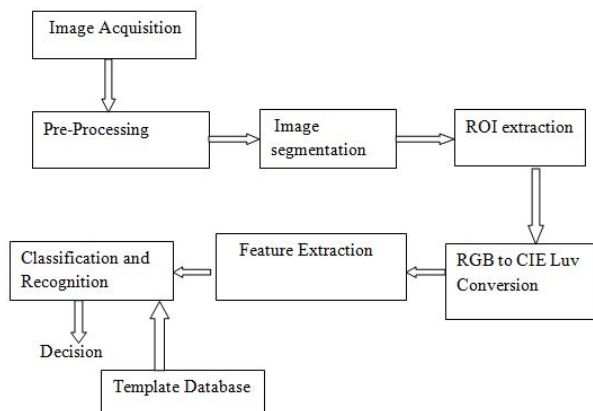 Image Acquisition
Pre-Processing
Image
segmentation
ROI extraction
RGB to CIE Luv
Conversion
Feature Extraction
Classification and
Recognition
Decision
Template Database